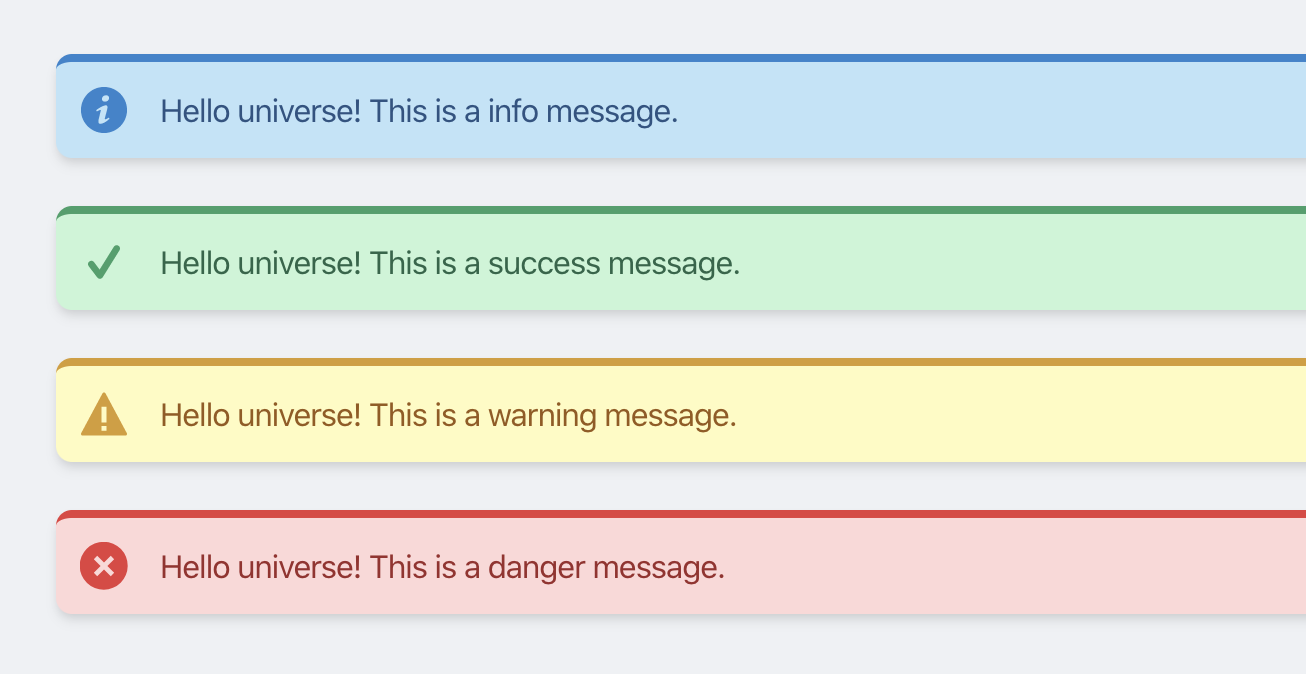 Hello universe! This is a info message.
Hello universe! This is a success message.
Hello universe! This is a warning message.
Hello universe! This is a danger message.